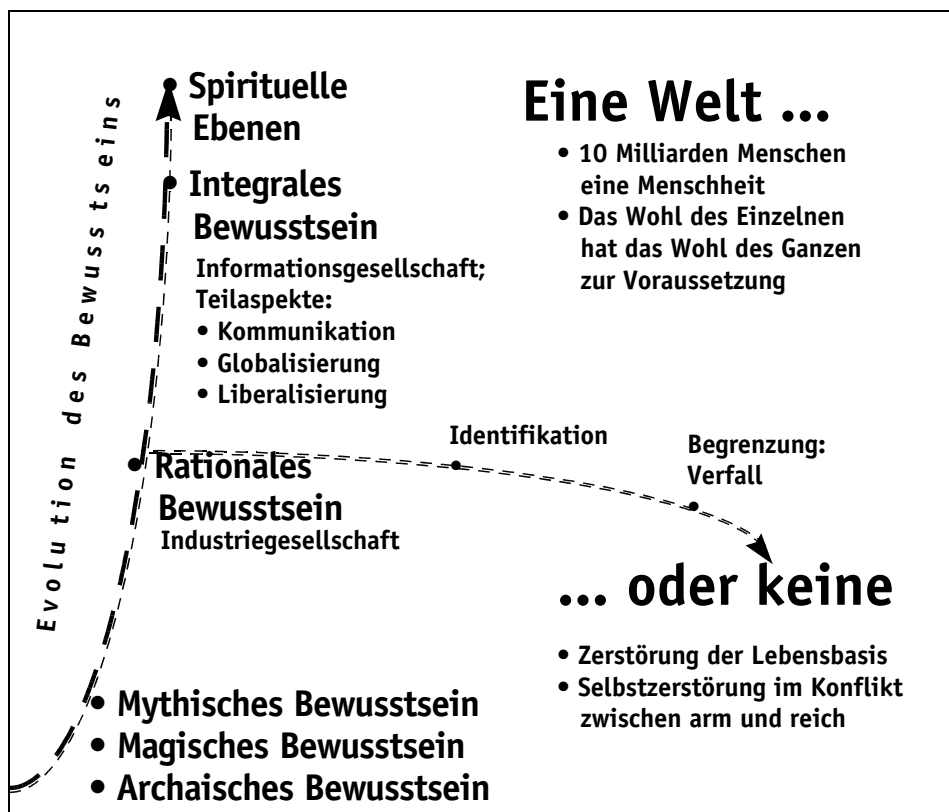 Evolution des Bewusstseins
• Spirituelle
Ebenen
• Integrales
Bewusstsein
Informationsgesellschaft;
Teilaspekte:
• Kommunikation
• Globalisierung
• Liberalisierung
Eine Welt ...
• 10 Milliarden Menschen
eine Menschheit
• Das Wohl des Einzelnen
hat das Wohl des Ganzen
zur Voraussetzung
• Rationales
Bewusstsein
Industriegesellschaft
Identifikation
Begrenzung:
Verfall
... oder keine
• Zerstörung der Lebensbasis
• Selbstzerstörung im Konflikt
zwischen arm und reich
• Mythisches Bewusstsein
• Magisches Bewusstsein
• Archaisches Bewusstsein